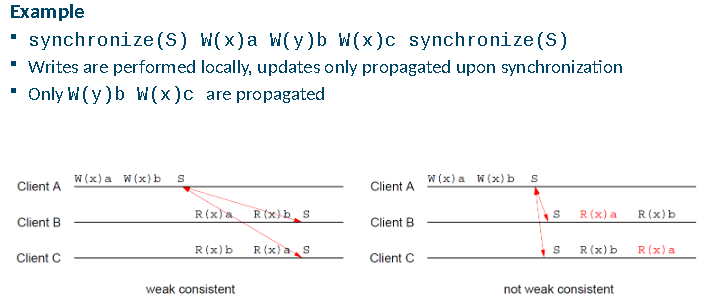 Example
▪ synchronize(S) W(x)a W(y)b W(x)c synchronize(S)
▪ Writes are performed locally, updates only propagated upon synchronization
▪ Only W(y)b W(x)c are propagated
W(x)a W(x)b S
Client A
R(x)a R(x)b S
Client B
R(x)b R(x)a S
Client C
weak consistent
W(x)a W(x)b S
Client A
S R(x)a R(x)b
Client B
S R(x)b R(x)a
Client C
not weak consistent